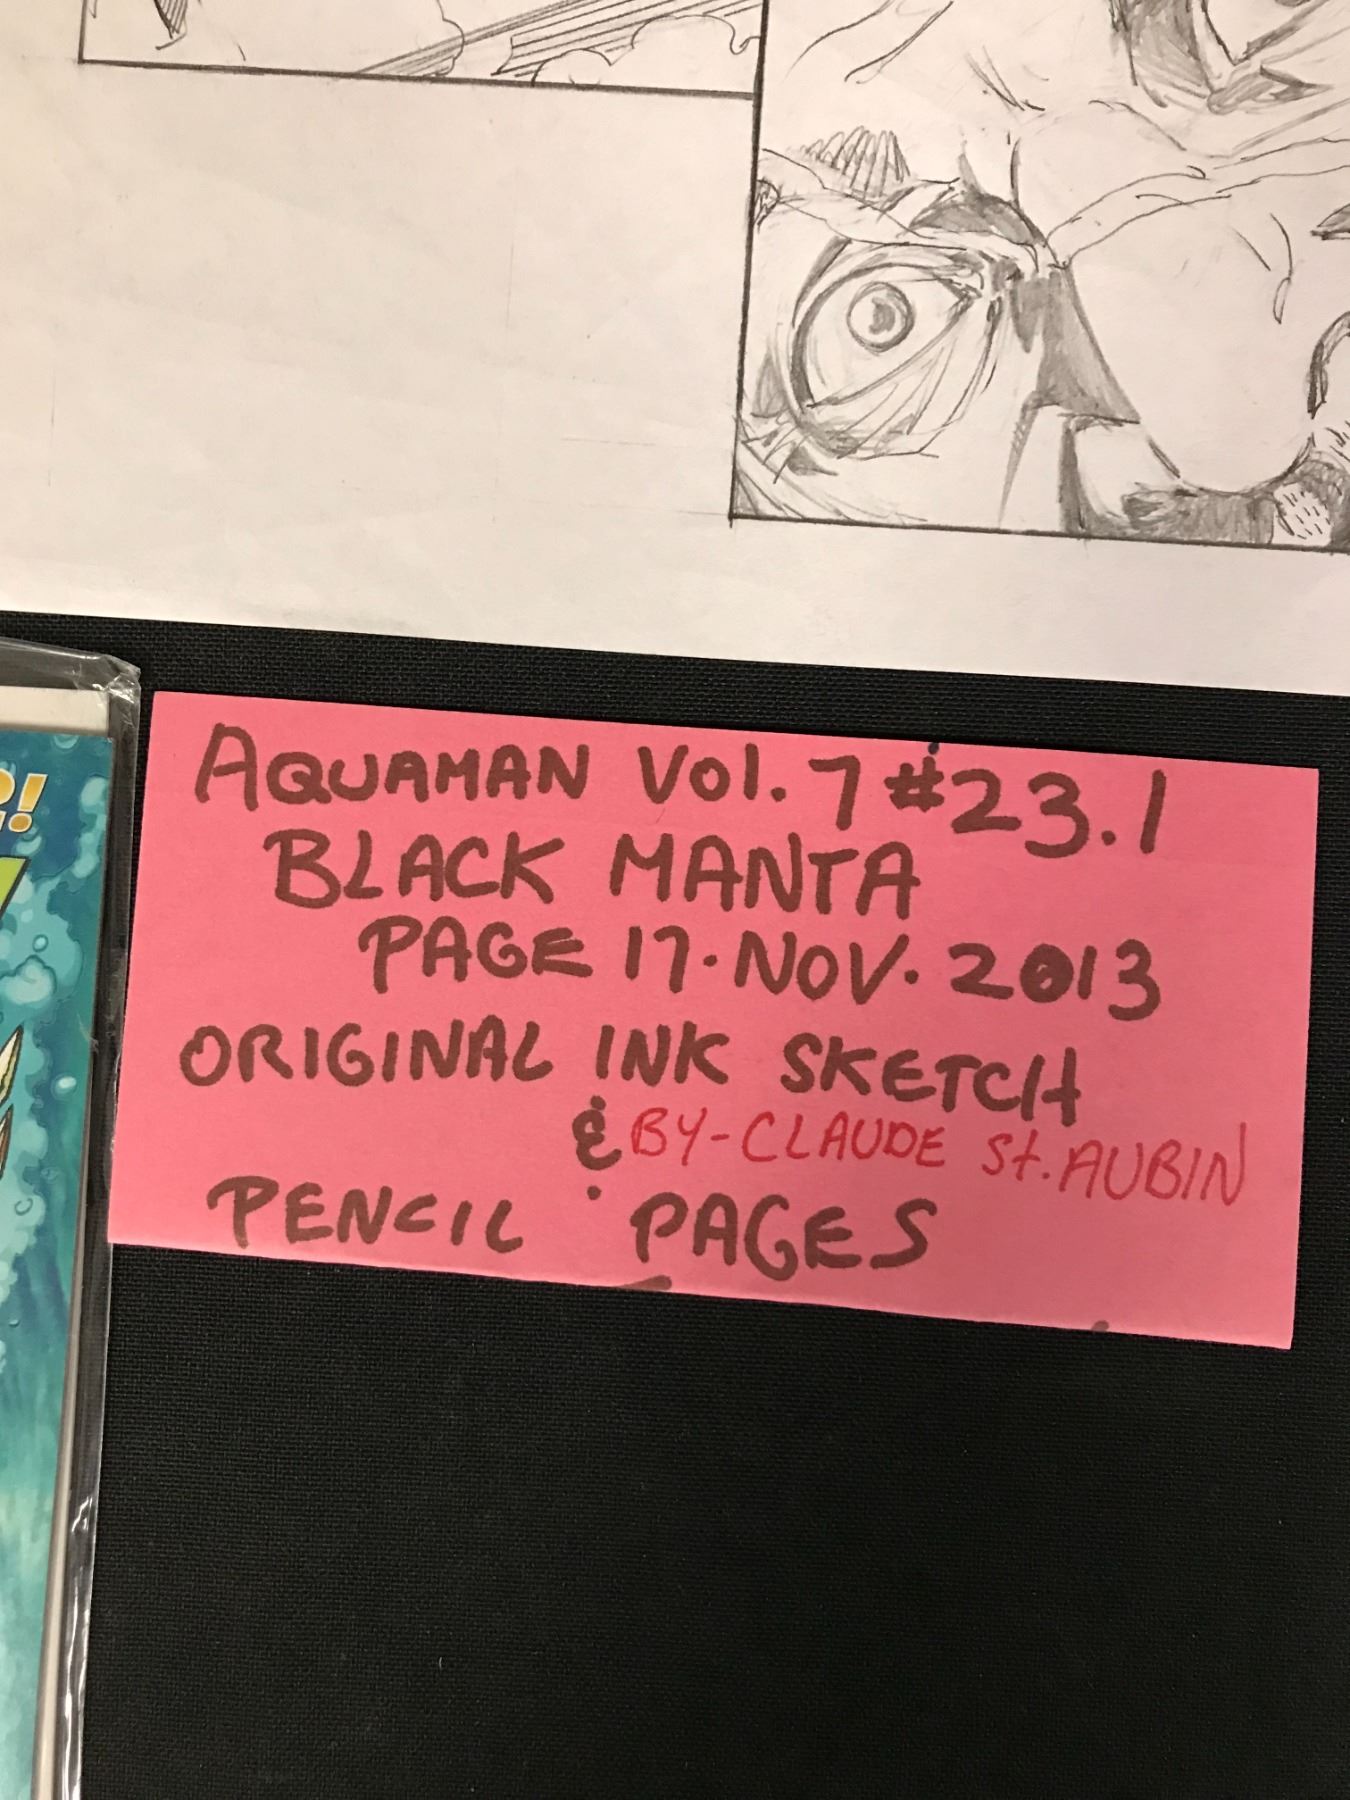 AQUAMAN VOL. 7 #23.1
BLACK MANTA
PAGE 17. NOV. 2013
ORIGINAL INK SKETCH
& BY-CLAUDE St. AUBIN
PENCIL PAGES